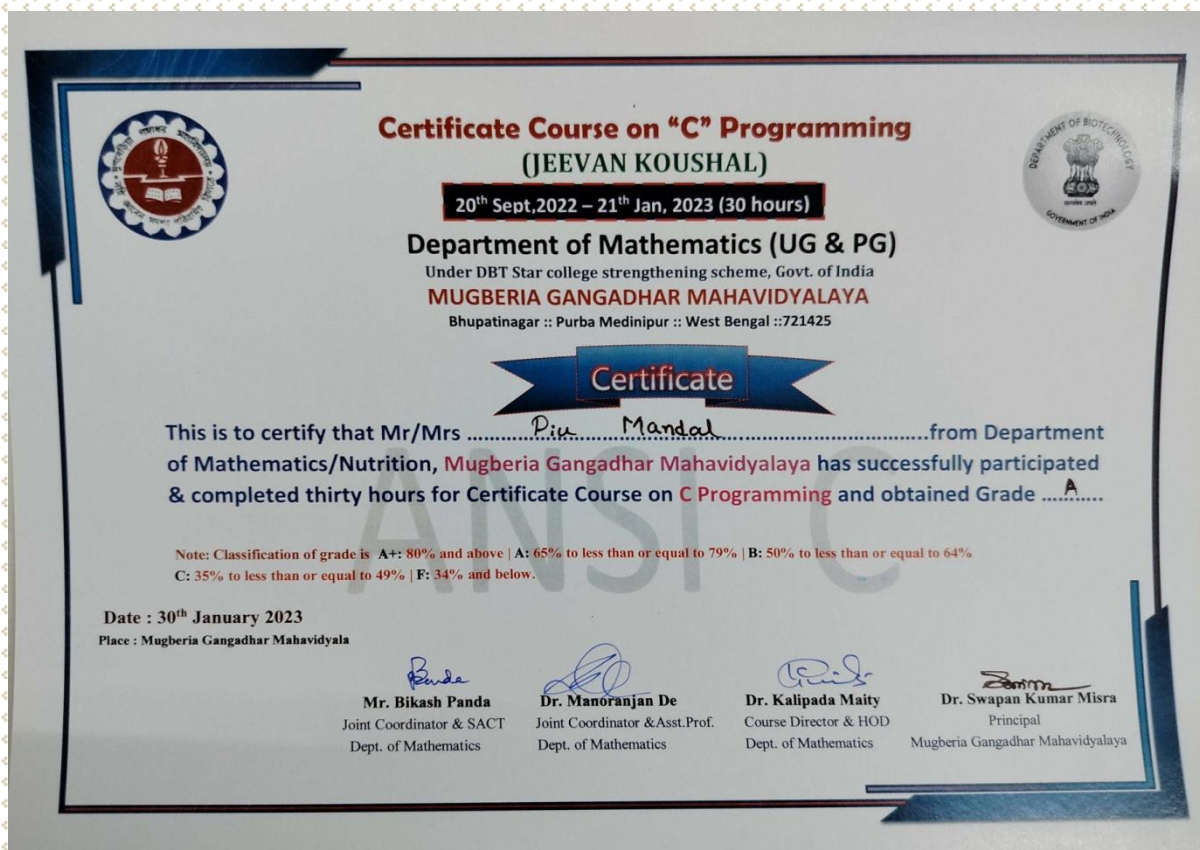 Certificate Course on “C” Programming
(JEEVAN KOUSHAL)
20th Sept,2022 – 21th Jan, 2023 (30 hours)
Department of Mathematics (UG & PG)
Under DBT Star college strengthening scheme, Govt. of India
MUGBERIA GANGADHAR MAHAVIDYALAYA
Bhupatinagar :: Purba Medinipur :: West Bengal ::721425
DEPARTMENT OF BIOTECHNOLOGY
GOVERNMENT OF INDIA
Certificate
This is to certify that Mr/Mrs ...........Piu Mandal...................................from Department
of Mathematics/Nutrition, Mugberia Gangadhar Mahavidyalaya has successfully participated
& completed thirty hours for Certificate Course on C Programming and obtained Grade ......A.....
ANSI C
Note: Classification of grade is A+: 80% and above | A: 65% to less than or equal to 79% | B: 50% to less than or equal to 64%
C: 35% to less than or equal to 49% | F: 34% and below.
Date : 30th January 2023
Place : Mugberia Gangadhar Mahavidyala
Mr. Bikash Panda
Joint Coordinator & SACT
Dept. of Mathematics
Dr. Manoranjan De
Joint Coordinator &Asst.Prof.
Dept. of Mathematics
Dr. Kalipada Maity
Course Director & HOD
Dept. of Mathematics
Dr. Swapan Kumar Misra
Principal
Mugberia Gangadhar Mahavidyalaya